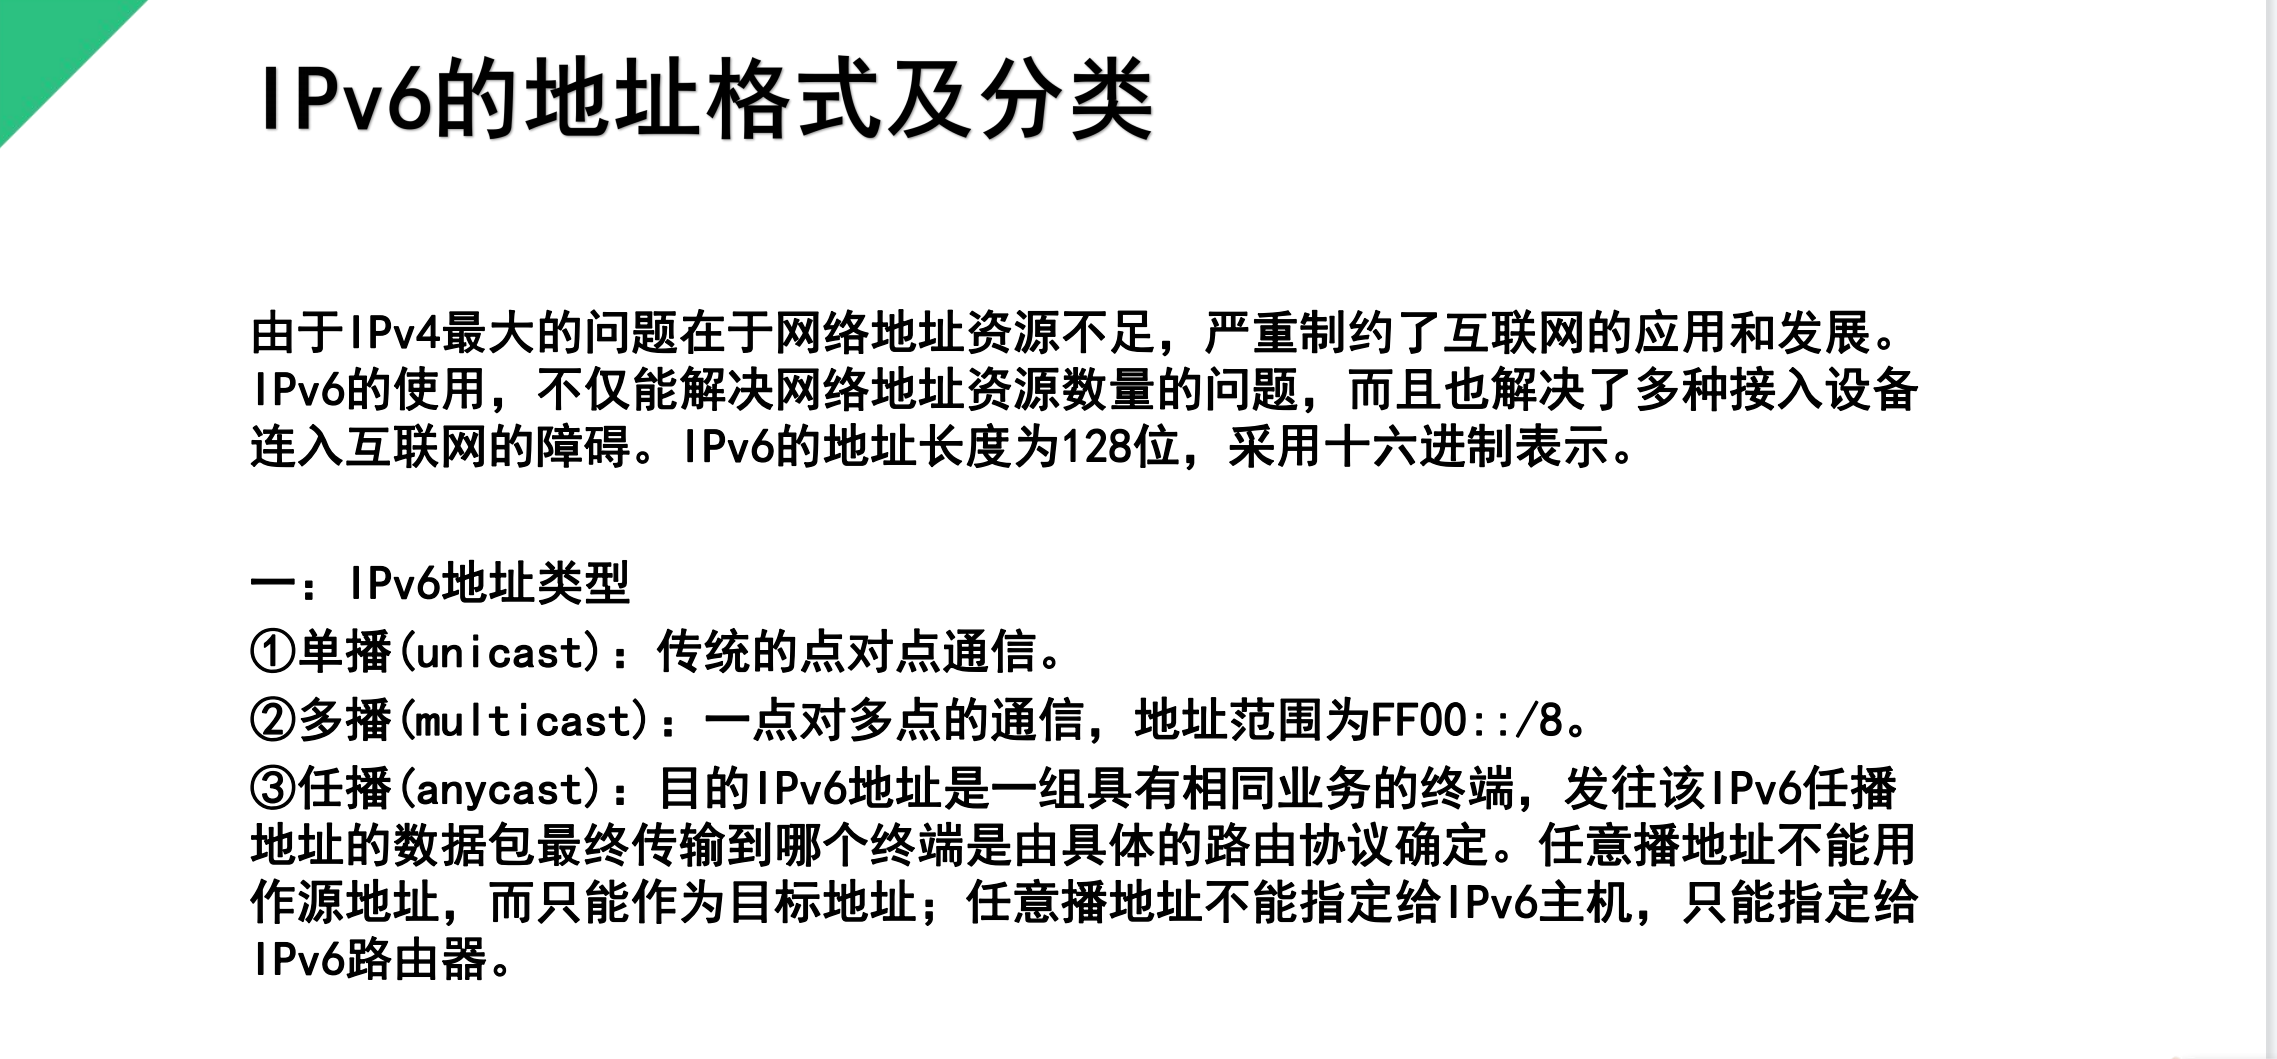 IPv6的地址格式及分类
由于IPv4最大的问题在于网络地址资源不足，严重制约了互联网的应用和发展。
IPv6的使用，不仅能解决网络地址资源数量的问题，而且也解决了多种接入设备
连入互联网的障碍。IPv6的地址长度为128位，采用十六进制表示。
一：IPv6地址类型
①单播(unicast)：传统的点对点通信。
②多播(multicast)：一点对多点的通信，地址范围为FF00::/8。
③任播(anycast)：目的IPv6地址是一组具有相同业务的终端，发往该IPv6任播
地址的数据包最终传输到哪个终端是由具体的路由协议确定。任意播地址不能用
作源地址，而只能作为目标地址；任意播地址不能指定给IPv6主机，只能指定给
IPv6路由器。